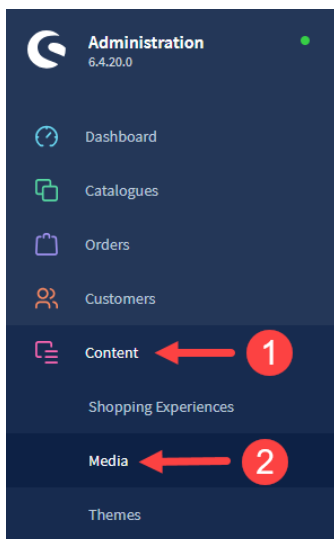 Administration
6.4.20.0
Dashboard
Catalogues
Orders
Customers
Content
1
Shopping Experiences
Media
2
Themes